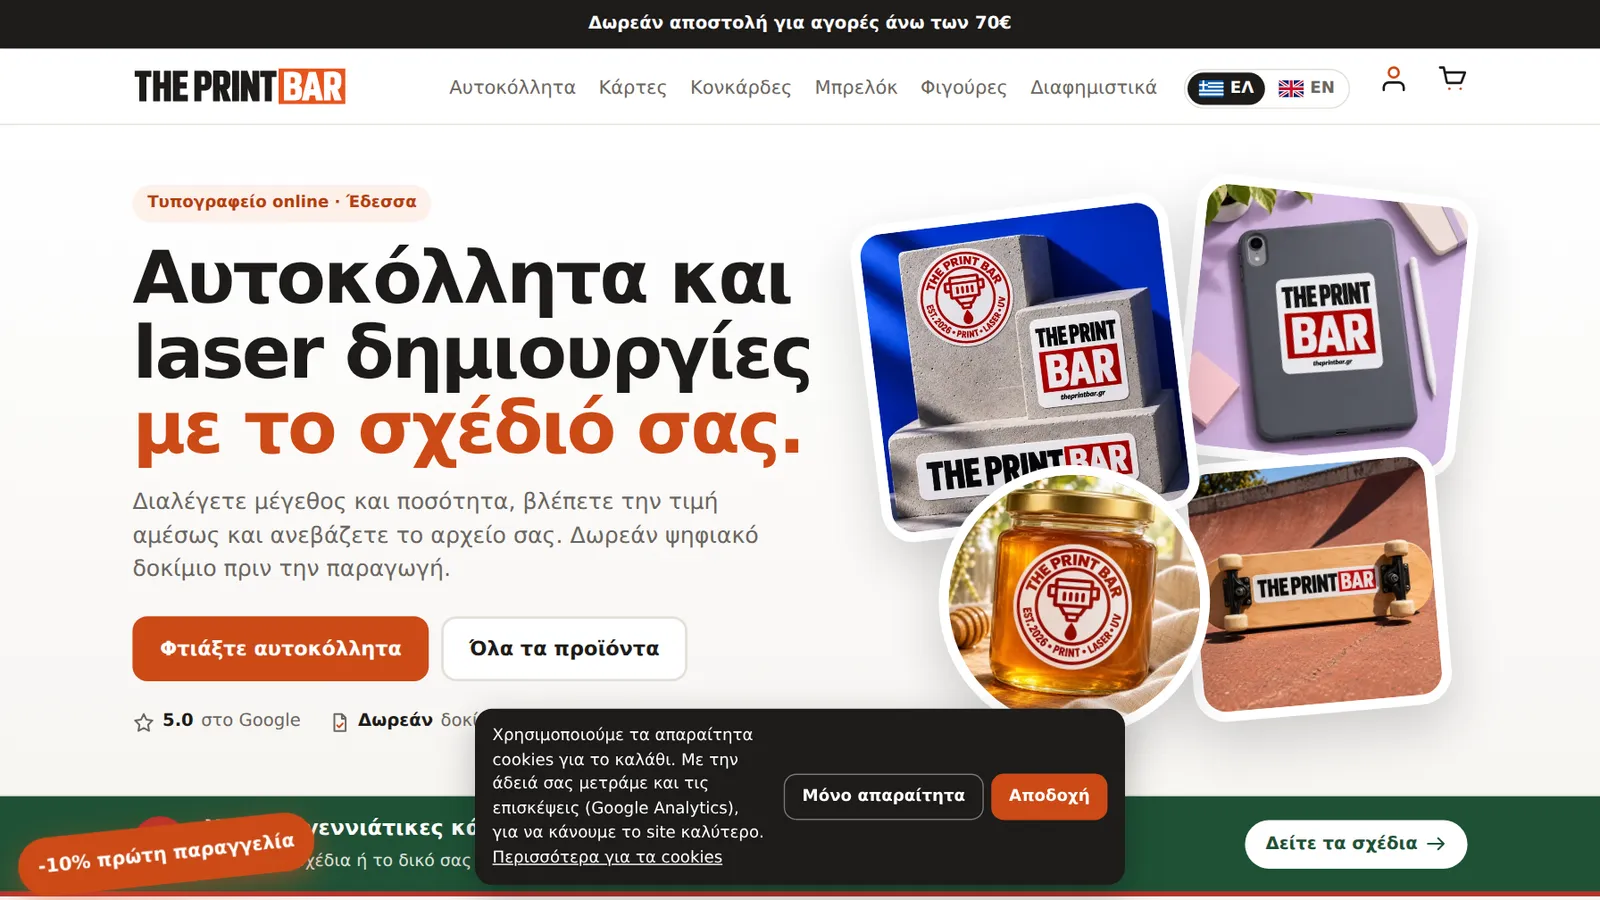 Δωρεάν αποστολή για αγορές άνω των 70€
THE PRINT BAR
Αυτοκόλλητα Κάρτες Κονκάρδες Μπρελόκ Φιγούρες Διαφημιστικά
ΕΛ EN
Τυπογραφείο online · Έδεσσα
Αυτοκόλλητα και
laser δημιουργίες
με το σχέδιό σας.
Διαλέγετε μέγεθος και ποσότητα, βλέπετε την τιμή
αμέσως και ανεβάζετε το αρχείο σας. Δωρεάν ψηφιακό
δοκίμιο πριν την παραγωγή.
Φτιάξτε αυτοκόλλητα
Όλα τα προϊόντα
5.0 στο Google
Δωρεάν
THE PRINT BAR
EST. 2026 • PRINT • LASER • UV
THE PRINT
BAR
theprintbar.gr
THE PRINT BAR
THE PRINT
BAR
theprintbar.gr
THE PRINT BAR
EST. 2026 • PRINT • LASER • UV
THE PRINT BAR
Χρησιμοποιούμε τα απαραίτητα
cookies για το καλάθι. Με την
άδειά σας μετράμε και τις
επισκέψεις (Google Analytics),
για να κάνουμε το site καλύτερο.
Περισσότερα για τα cookies
Μόνο απαραίτητα
Αποδοχή
-10% πρώτη παραγγελία
ή το δικό σας
Δείτε τα σχέδια →